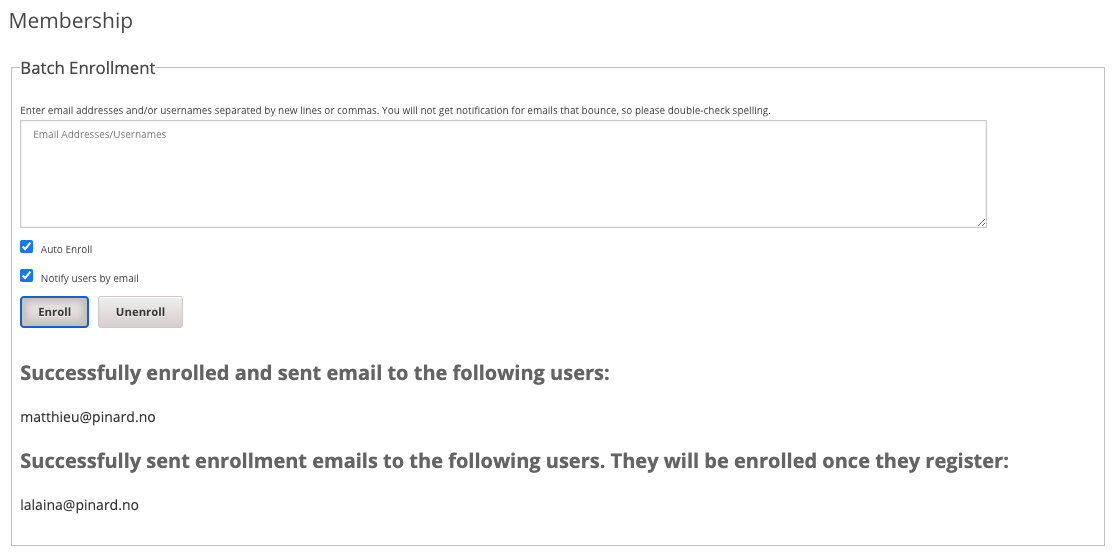 Membership
Batch Enrollment
Enter email addresses and/or usernames separated by new lines or commas. You will not get notification for emails that bounce, so please double-check spelling.
Email Addresses/Usernames
Auto Enroll
Notify users by email
Enroll
Unenroll
Successfully enrolled and sent email to the following users:
matthieu@pinard.no
Successfully sent enrollment emails to the following users. They will be enrolled once they register:
lalaina@pinard.no